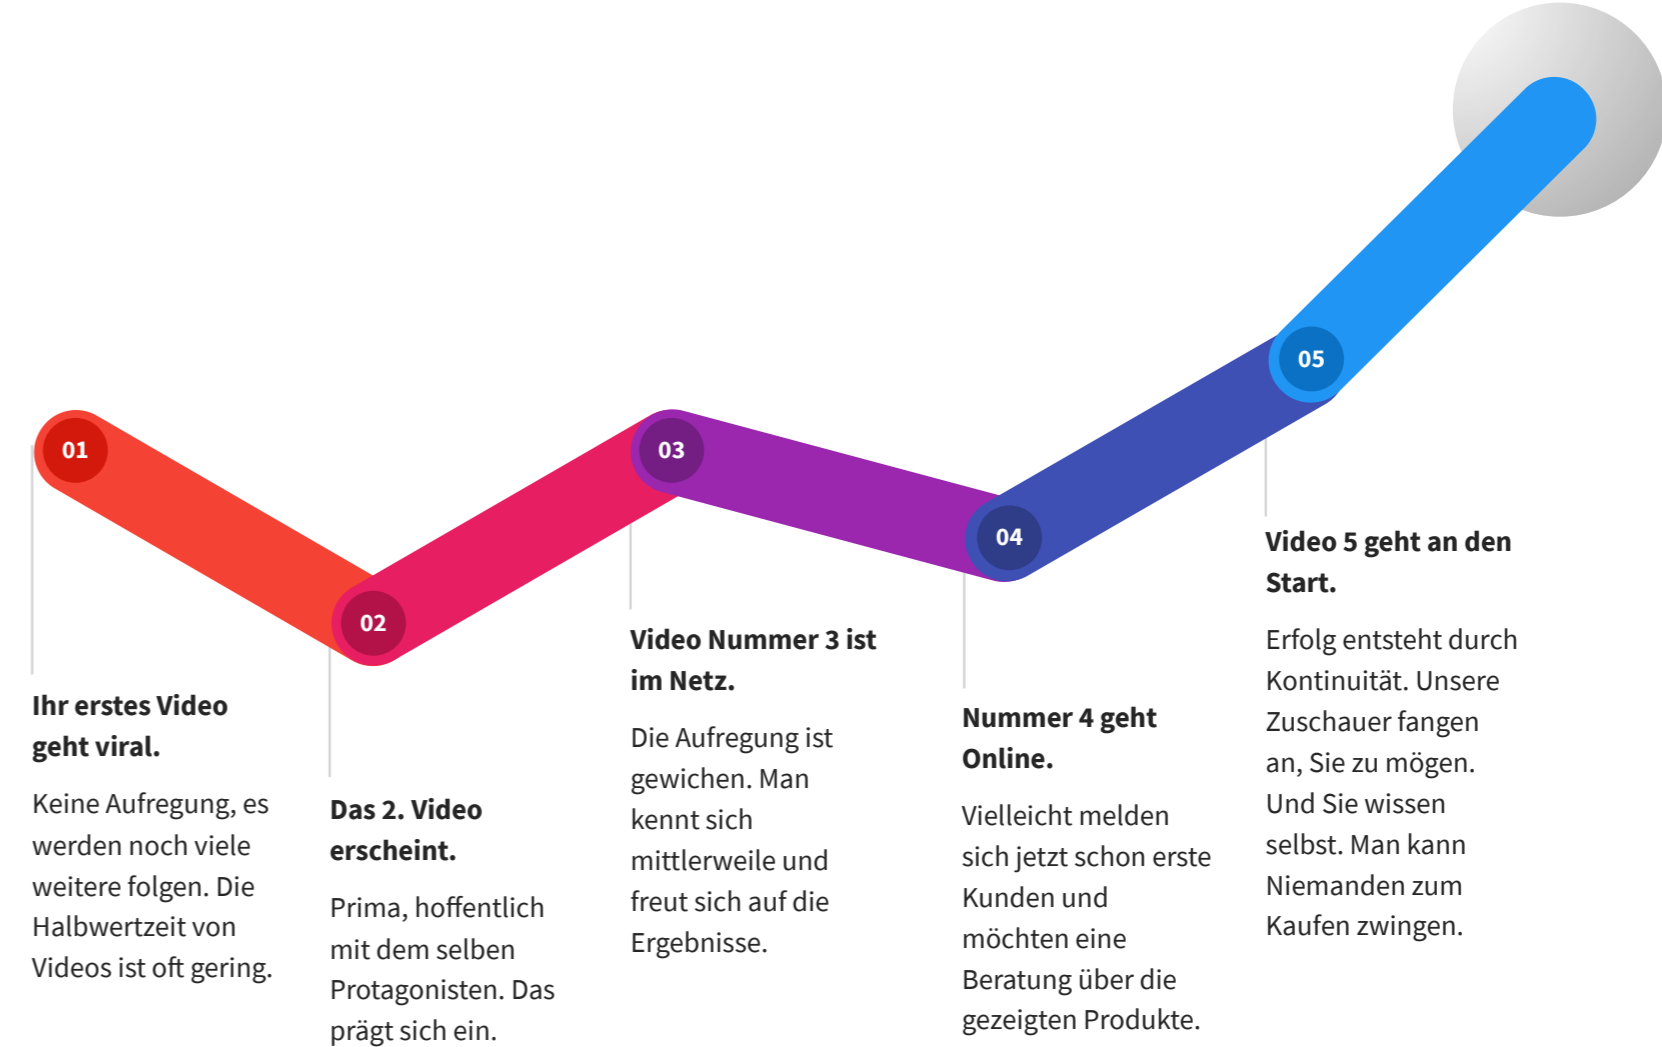 01
Ihr erstes Video
geht viral.
Keine Aufregung, es
werden noch viele
weitere folgen. Die
Halbwertzeit von
Videos ist oft gering.
02
Das 2. Video
erscheint.
Prima, hoffentlich
mit dem selben
Protagonisten. Das
prägt sich ein.
03
Video Nummer 3 ist
im Netz.
Die Aufregung ist
gewichen. Man
kennt sich
mittlerweile und
freut sich auf die
Ergebnisse.
04
Nummer 4 geht
Online.
Vielleicht melden
sich jetzt schon erste
Kunden und
möchten eine
Beratung über die
gezeigten Produkte.
05
Video 5 geht an den
Start.
Erfolg entsteht durch
Kontinuität. Unsere
Zuschauer fangen
an, Sie zu mögen.
Und Sie wissen
selbst. Man kann
Niemanden zum
Kaufen zwingen.